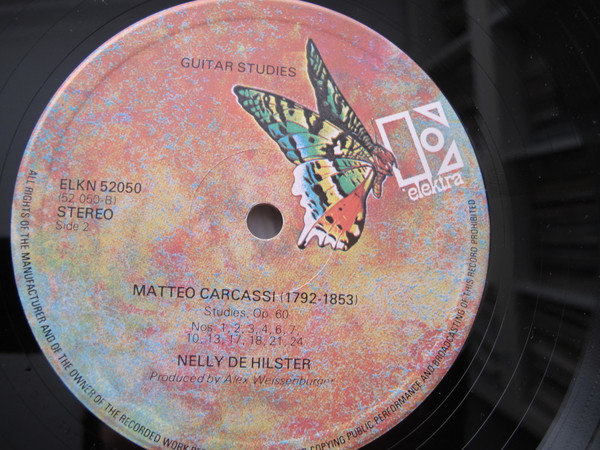 GUITAR STUDIES
elektra
ELKN 52050
(52 050-B)
STEREO
Side 2
MATTEO CARCASSI (1792-1853)
Studies, Op. 60
Nos. 1, 2, 3, 4, 6, 7,
10, 13, 17, 18, 21, 24
NELLY DE HILSTER
Produced by Alex Weissenburger
ALL RIGHTS OF THE MANUFACTURER AND OF THE OWNER OF THE RECORDED WORK
COPYING PUBLIC PERFORMANCE AND BROADCASTING OF THIS RECORD PROHIBITED